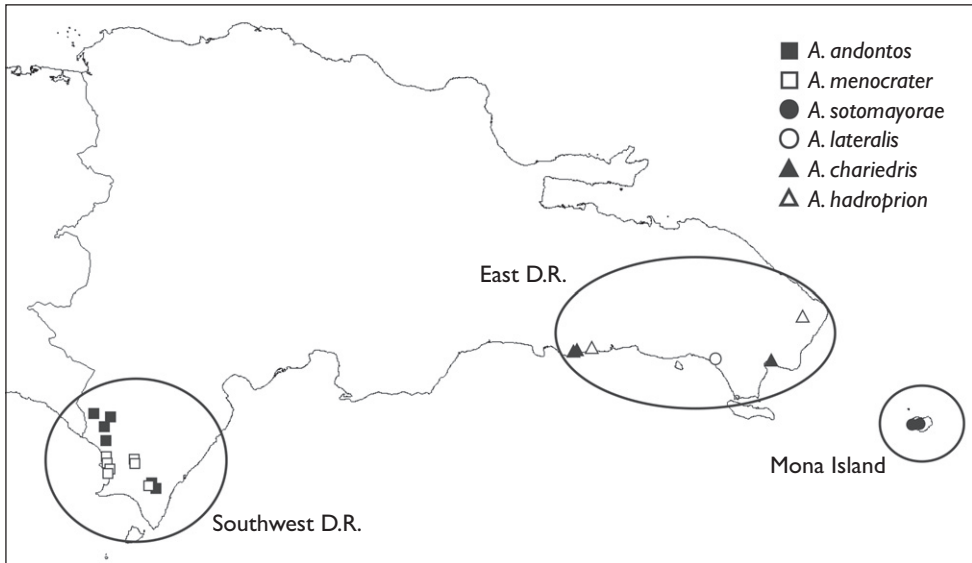 A. andontos
A. menocrater
A. sotomayorae
A. lateralis
A. chariedris
A. hadroprion
East D.R.
Mona Island
Southwest D.R.